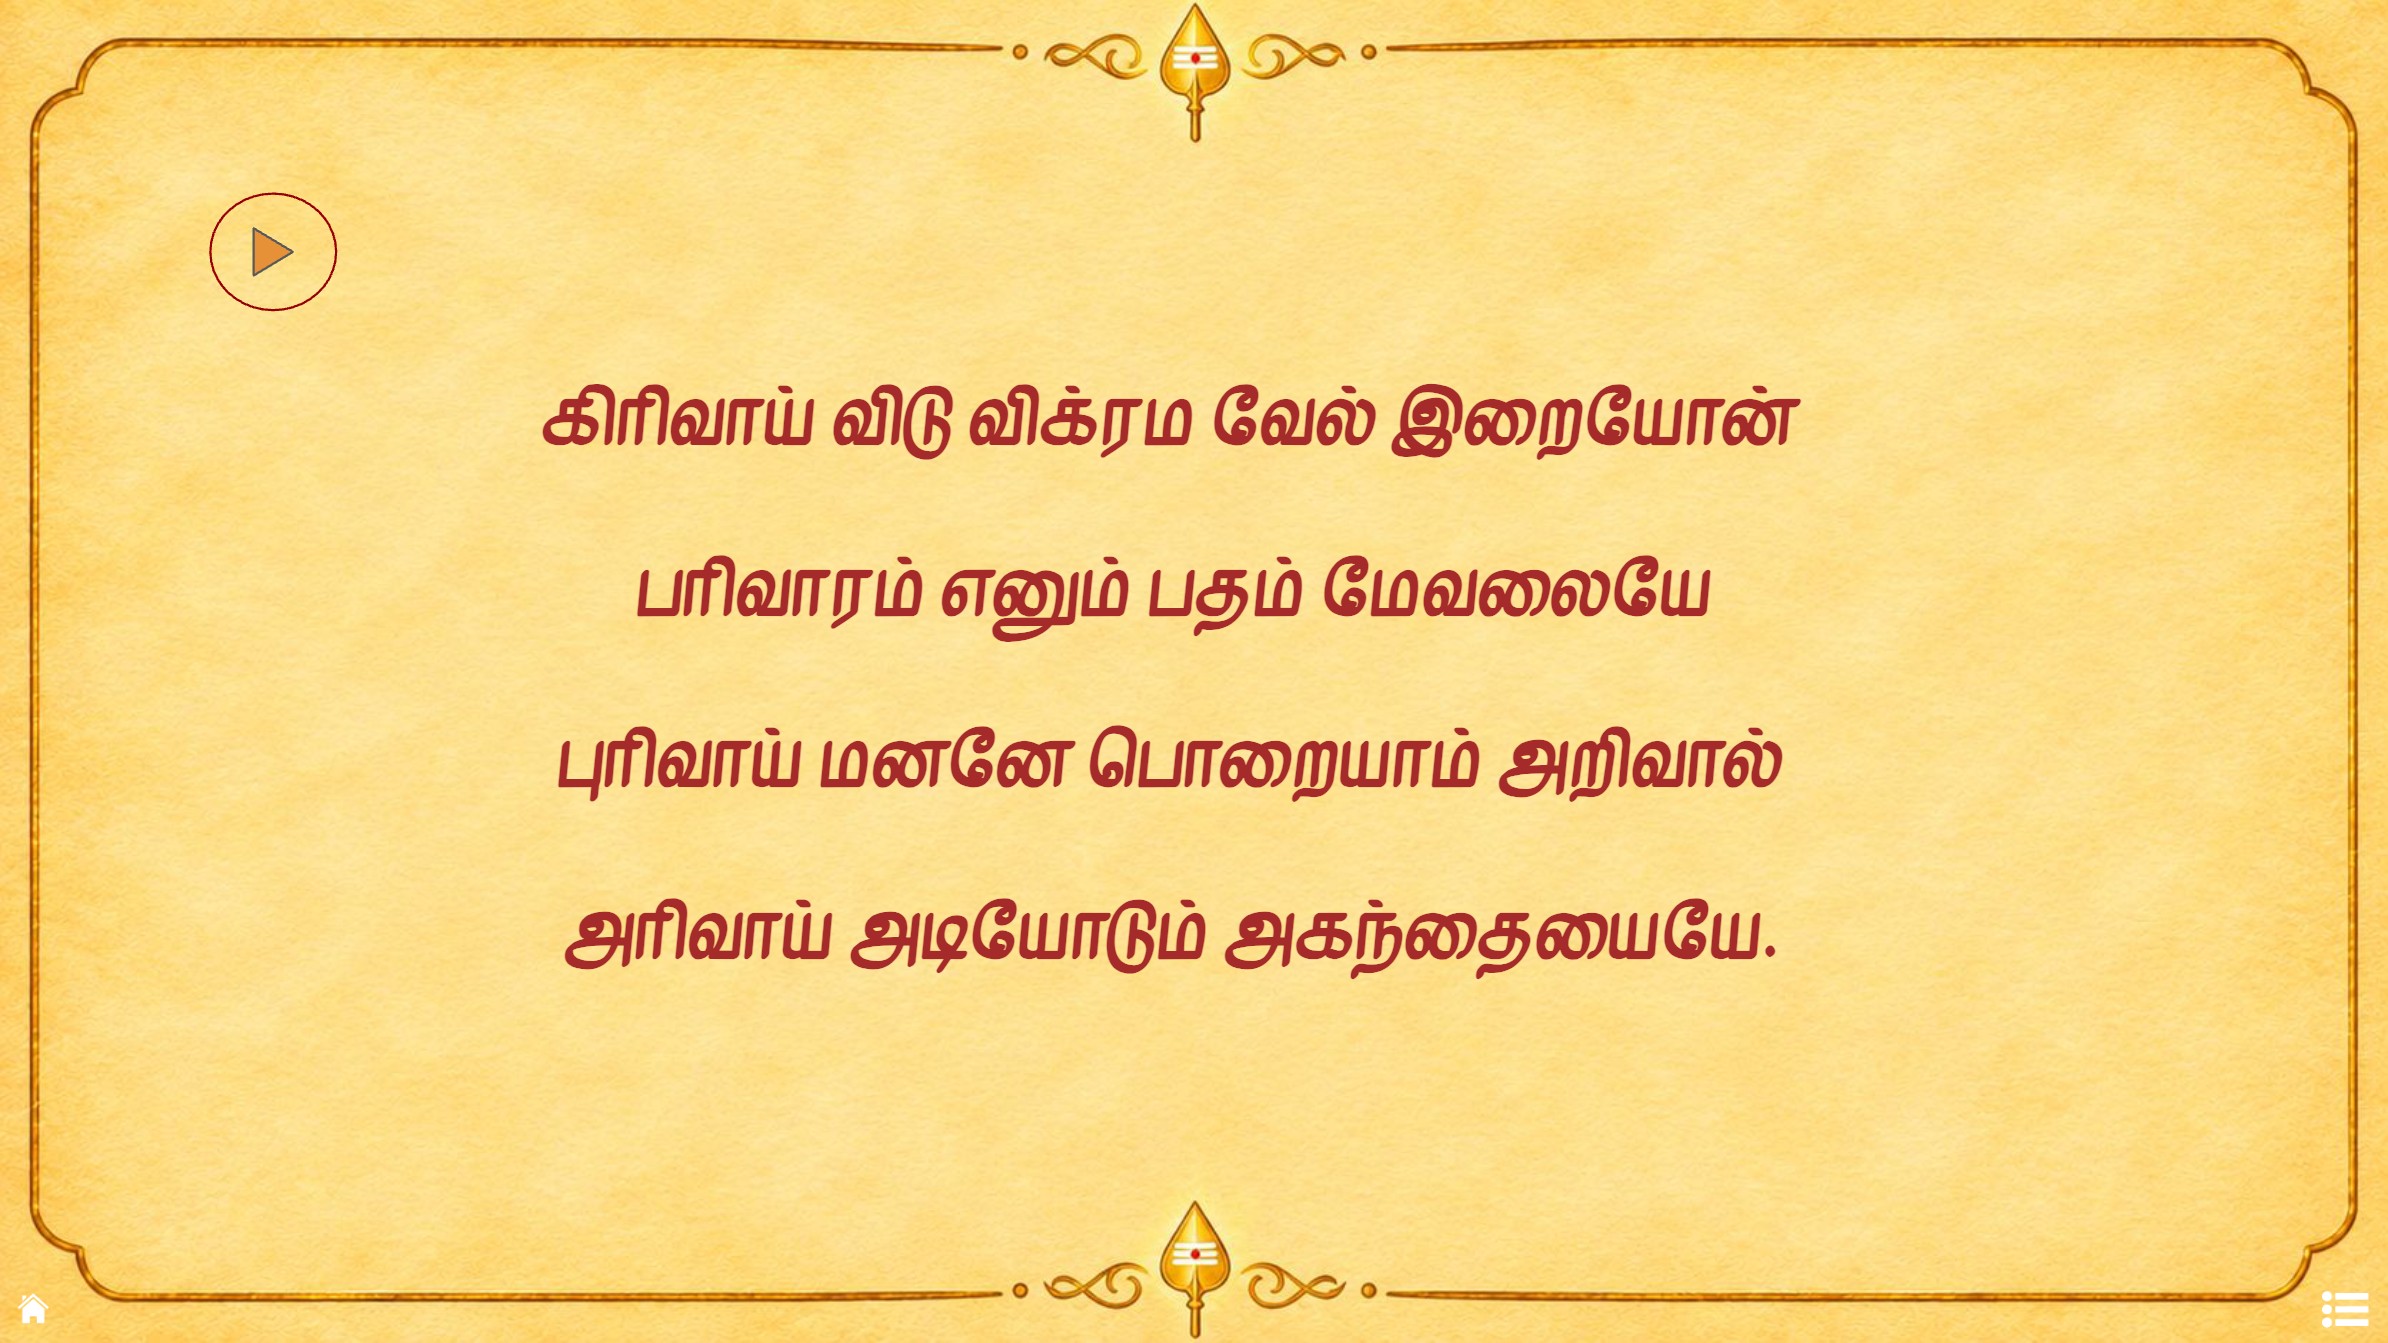 கிரிவாய் விடு விக்ரம வேல் இறையோன்
பரிவாரம் எனும் பதம் மேவலையே
புரிவாய் மனனே பொறையாம் அறிவால்
அரிவாய் அடியோடும் அகந்தையையே.